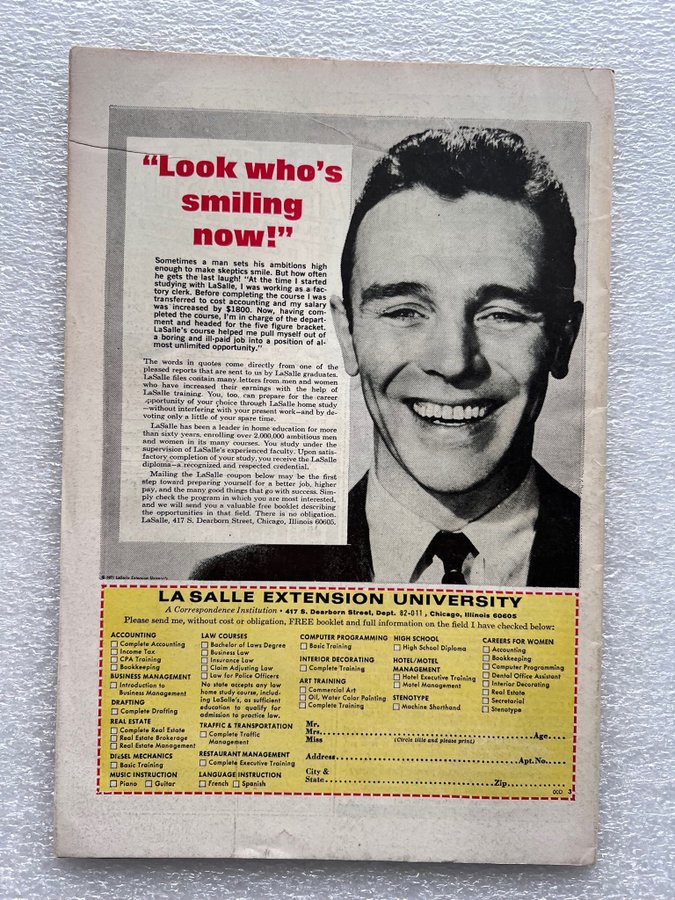 “Look who’s
smiling
now!”
Sometimes a man sets his ambitions high
enough to make skeptics smile. But how often
he gets the last laugh! “At the time I started
studying with LaSalle, I was working as a fac-
tory clerk. Before completing the course I was
transferred to cost accounting and my salary
was increased by $1800. Now, having com-
pleted the course, I’m in charge of the depart-
ment and headed for the five figure bracket.
LaSalle’s course helped me pull myself out of
a boring and ill-paid job into a position of al-
most unlimited opportunity.”
The words in quotes come directly from one of the
pleased reports that are sent to us by LaSalle graduates.
LaSalle files contain many letters from men and women
who have increased their earnings with the help of
LaSalle training. You, too, can prepare for the career
opportunity of your choice through LaSalle home study
—without interfering with your present work—and by de-
voting only a little of your spare time.
LaSalle has been a leader in home education for more
than sixty years, enrolling over 2,000,000 ambitious men
and women in its many courses. You study under the
supervision of LaSalle’s experienced faculty. Upon satis-
factory completion of your study, you receive the LaSalle
diploma—a recognized and respected credential.
Mailing the LaSalle coupon below may be the first
step toward preparing yourself for a better job, higher
pay, and the many good things that go with success. Sim-
ply check the program in which you are most interested,
and we will send you a valuable free booklet describing
the opportunities in that field. There is no obligation.
LaSalle, 417 S. Dearborn Street, Chicago, Illinois 60605.
© 1971 LaSalle Extension University
LA SALLE EXTENSION UNIVERSITY
A Correspondence Institution • 417 S. Dearborn Street, Dept. 82-011, Chicago, Illinois 60605
Please send me, without cost or obligation, FREE booklet and full information on the field I have checked below:
ACCOUNTING
Complete Accounting
Income Tax
CPA Training
Bookkeeping
BUSINESS MANAGEMENT
Introduction to
Business Management
DRAFTING
Complete Drafting
REAL ESTATE
Complete Real Estate
Real Estate Brokerage
Real Estate Management
DIESEL MECHANICS
Basic Training
MUSIC INSTRUCTION
Piano Guitar
LAW COURSES
Bachelor of Laws Degree
Business Law
Insurance Law
Claim Adjusting Law
Law for Police Officers
No state accepts any law
home study course, includ-
ing LaSalle’s, as sufficient
education to qualify for
admission to practice law.
TRAFFIC & TRANSPORTATION
Complete Traffic
Management
RESTAURANT MANAGEMENT
Complete Executive Training
LANGUAGE INSTRUCTION
French Spanish
COMPUTER PROGRAMMING
Basic Training
INTERIOR DECORATING
Complete Training
ART TRAINING
Commercial Art
Oil, Water Color Painting
Complete Training
HIGH SCHOOL
High School Diploma
HOTEL/MOTEL
MANAGEMENT
Hotel Executive Training
Motel Management
STENOTYPE
Machine Shorthand
CAREERS FOR WOMEN
Accounting
Bookkeeping
Computer Programming
Dental Office Assistant
Interior Decorating
Real Estate
Secretarial
Stenotype
Mr.
Mrs.
Miss (Circle title and please print) Age
Address Apt.No.
City &
State Zip
00D 3